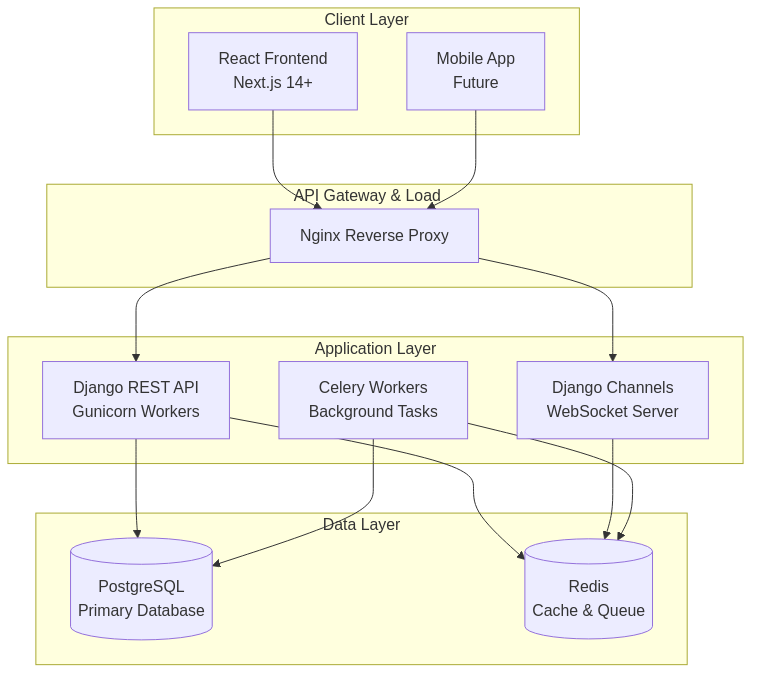 Client Layer
React Frontend
Next.js 14+
Mobile App
Future
API Gateway & Load
Nginx Reverse Proxy
Application Layer
Django REST API
Gunicorn Workers
Celery Workers
Background Tasks
Django Channels
WebSocket Server
Data Layer
PostgreSQL
Primary Database
Redis
Cache & Queue